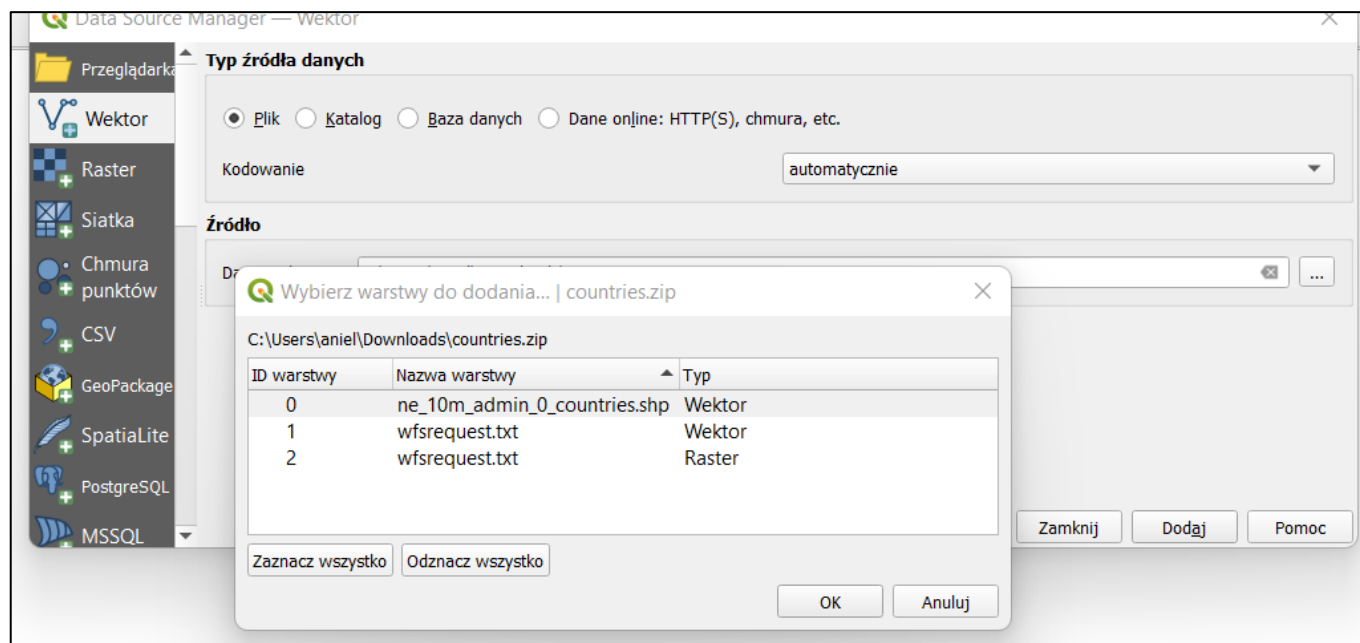 Data Source Manager — Wektor
Przeglądarka
Wektor
Raster
Siatka
Chmura
punktów
CSV
GeoPackage
SpatiaLite
PostgreSQL
MSSQL
Typ źródła danych
Plik Katalog Baza danych Dane online: HTTP(S), chmura, etc.
Kodowanie automatycznie
Źródło
...
Wybierz warstwy do dodania... | countries.zip
C:\Users\aniel\Downloads\countries.zip
ID warstwy Nazwa warstwy Typ
0 ne_10m_admin_0_countries.shp Wektor
1 wfsrequest.txt Wektor
2 wfsrequest.txt Raster
Zaznacz wszystko Odznacz wszystko
OK Anuluj
Zamknij Dodaj Pomoc